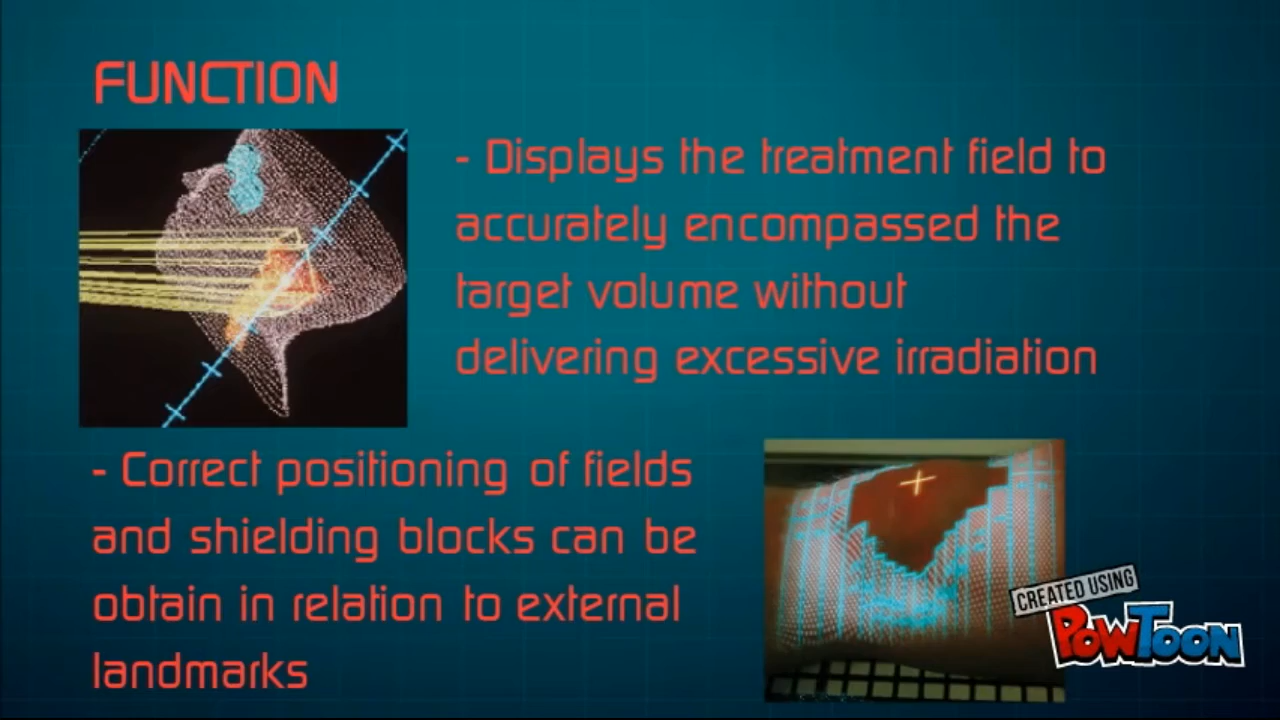 FUNCTION
- Displays the treatment field to
accurately encompassed the
target volume without
delivering excessive irradiation
- Correct positioning of fields
and shielding blocks can be
obtain in relation to external
landmarks
CREATED USING
POWTOON